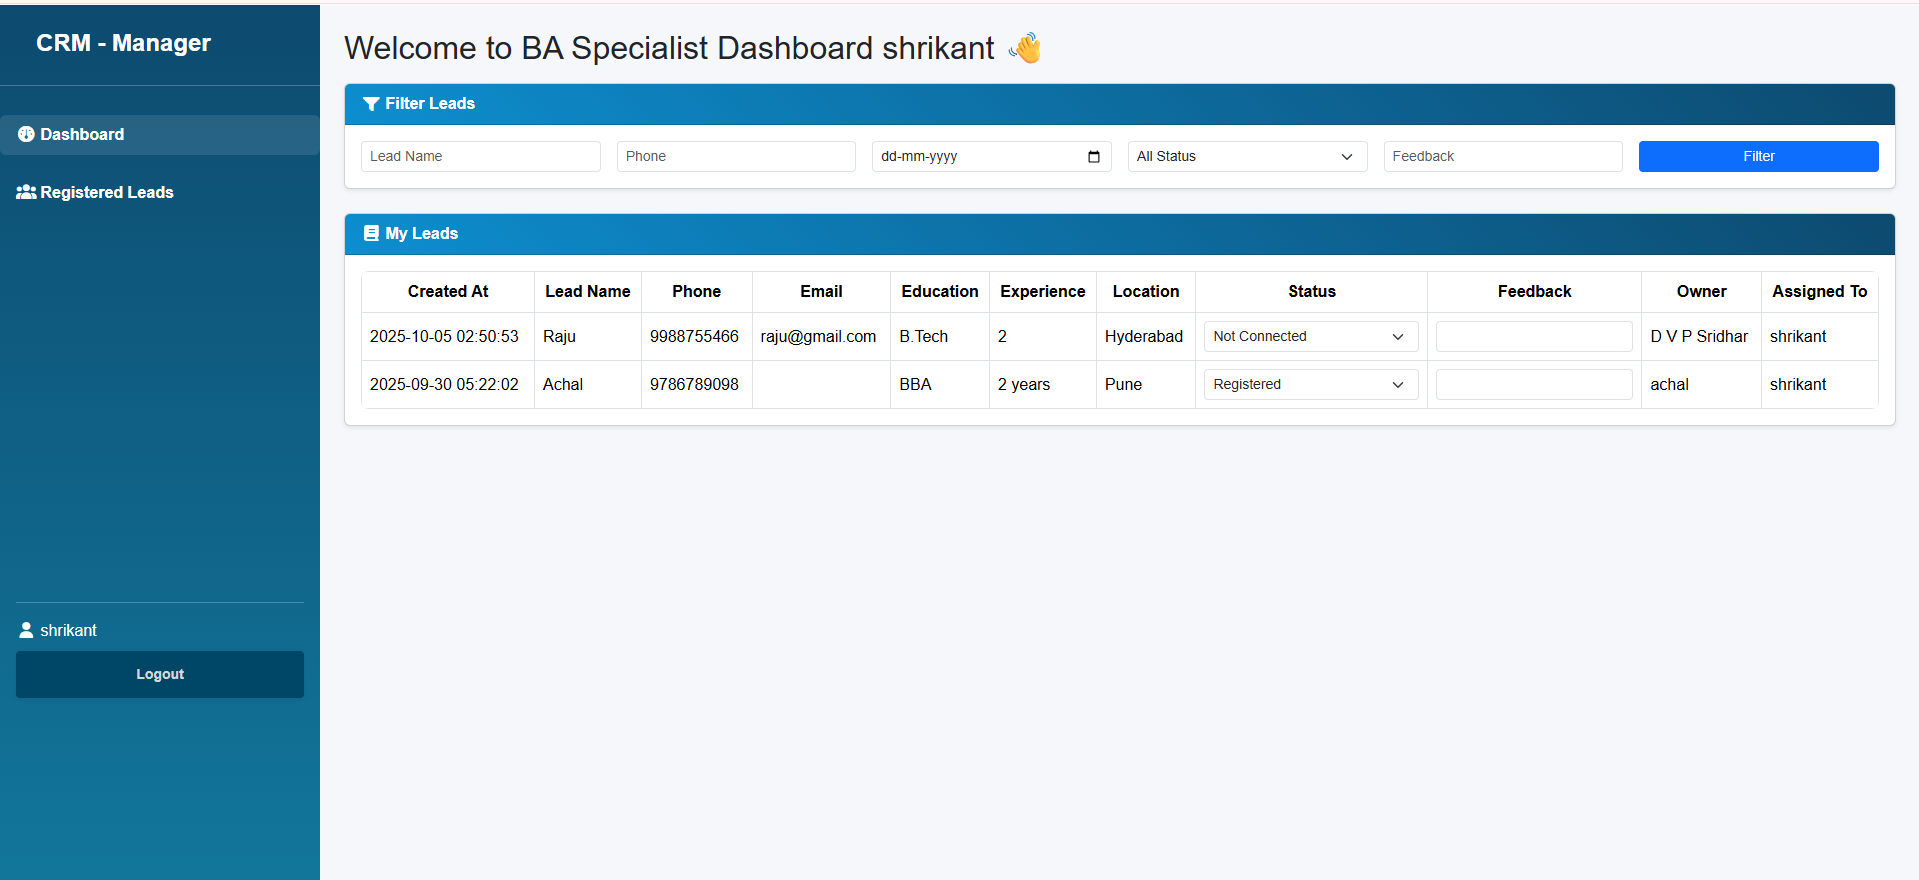 CRM - Manager
Dashboard
Registered Leads
shrikant
Logout
Welcome to BA Specialist Dashboard shrikant 👋
Filter Leads
Lead Name Phone dd-mm-yyyy All Status Feedback Filter
My Leads
Created At Lead Name Phone Email Education Experience Location Status Feedback Owner Assigned To
2025-10-05 02:50:53 Raju 9988755466 raju@gmail.com B.Tech 2 Hyderabad Not Connected D V P Sridhar shrikant
2025-09-30 05:22:02 Achal 9786789098 BBA 2 years Pune Registered achal shrikant